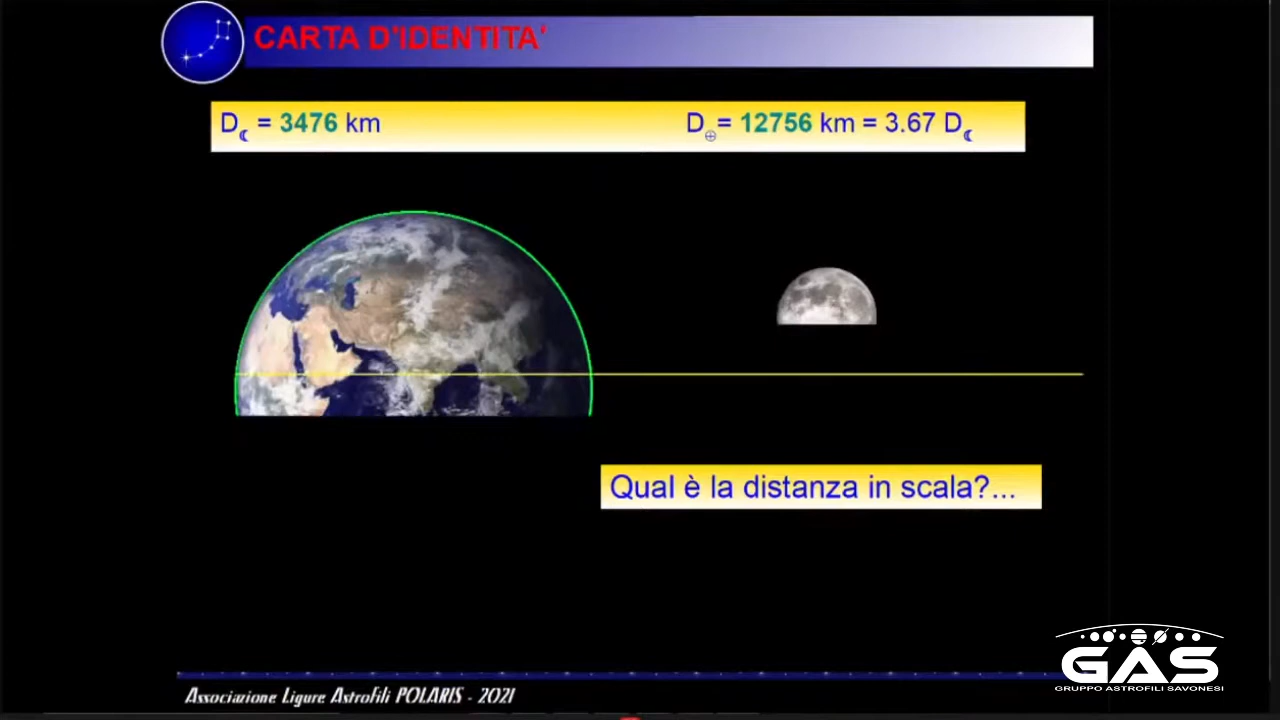 CARTA D'IDENTITA'
D☾ = 3476 km
D⊕= 12756 km = 3.67 D☾
Qual è la distanza in scala?...
Associazione Ligure Astrofili POLARIS - 2021
GAS
GRUPPO ASTROFILI SAVONESI